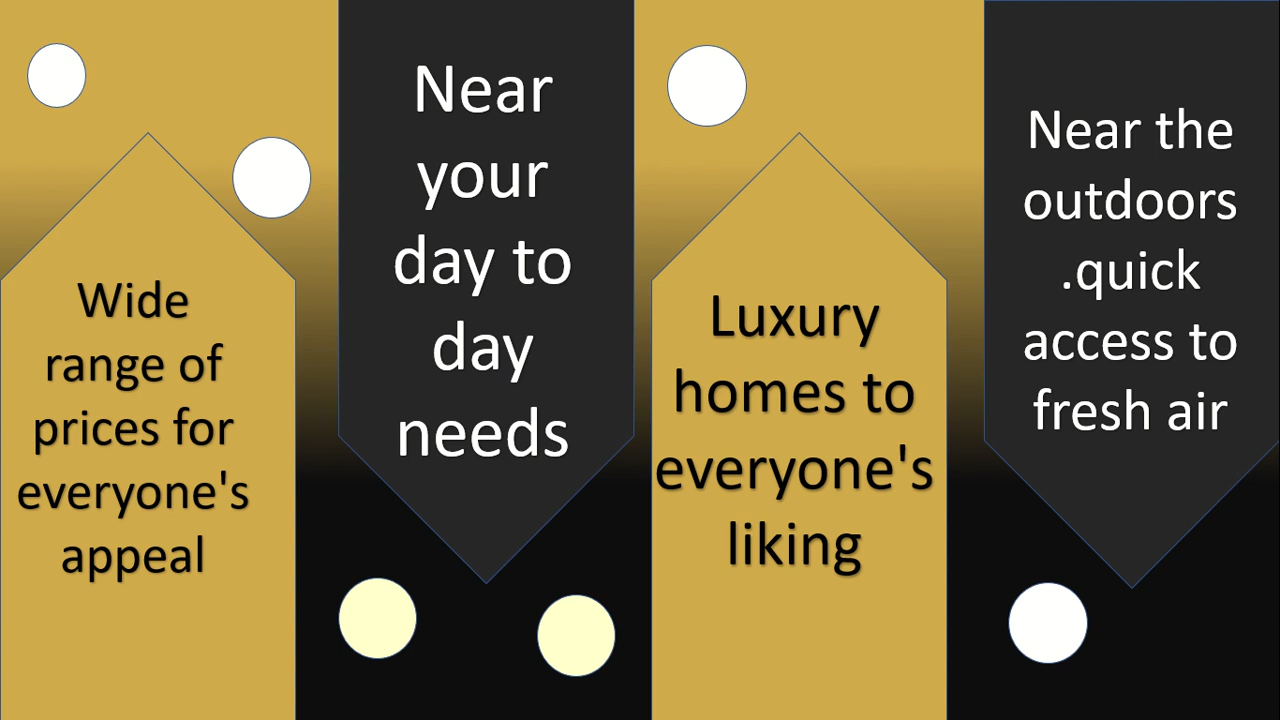 Wide
range of
prices for
everyone's
appeal
Near
your
day to
day
needs
Luxury
homes to
everyone's
liking
Near the
outdoors
.quick
access to
fresh air